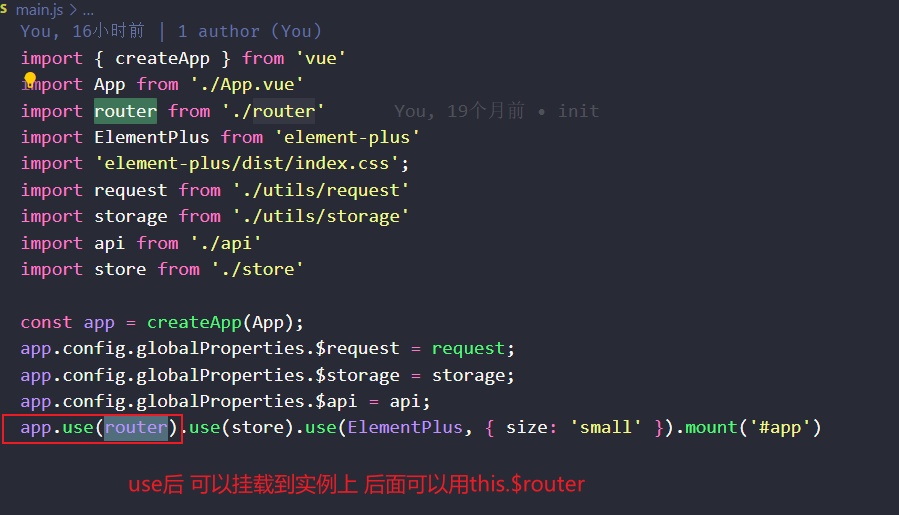 main.js > ...
You, 16小时前 | 1 author (You)
import { createApp } from 'vue'
import App from './App.vue'
import router from './router' You, 19个月前 • init
import ElementPlus from 'element-plus'
import 'element-plus/dist/index.css';
import request from './utils/request'
import storage from './utils/storage'
import api from './api'
import store from './store'
const app = createApp(App);
app.config.globalProperties.$request = request;
app.config.globalProperties.$storage = storage;
app.config.globalProperties.$api = api;
app.use(router).use(store).use(ElementPlus, { size: 'small' }).mount('#app')
use后 可以挂载到实例上 后面可以用this.$router